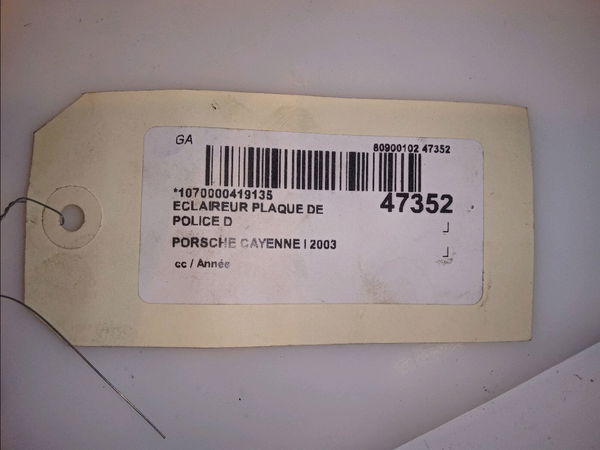 GA
80900102 47352
*1070000419135
47352
ECLAIREUR PLAQUE DE
POLICE D
PORSCHE CAYENNE I 2003
cc / Année